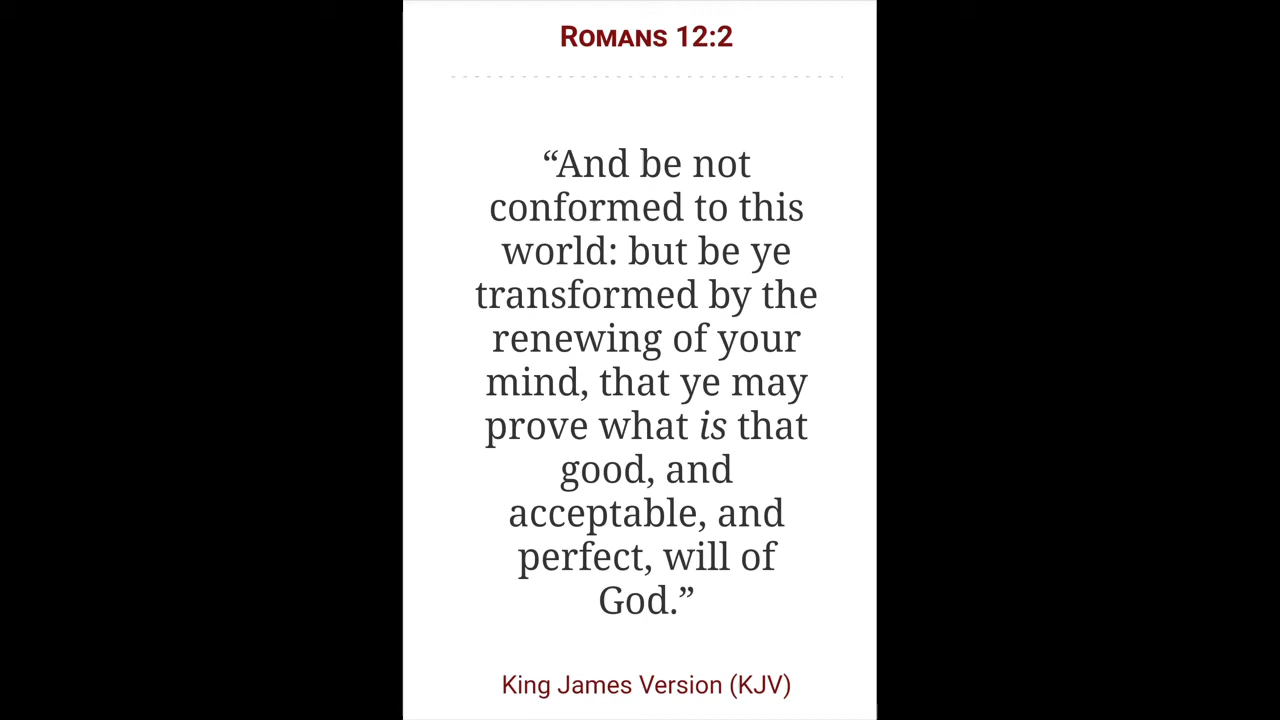 Romans 12:2
“And be not
conformed to this
world: but be ye
transformed by the
renewing of your
mind, that ye may
prove what is that
good, and
acceptable, and
perfect, will of
God.”
King James Version (KJV)